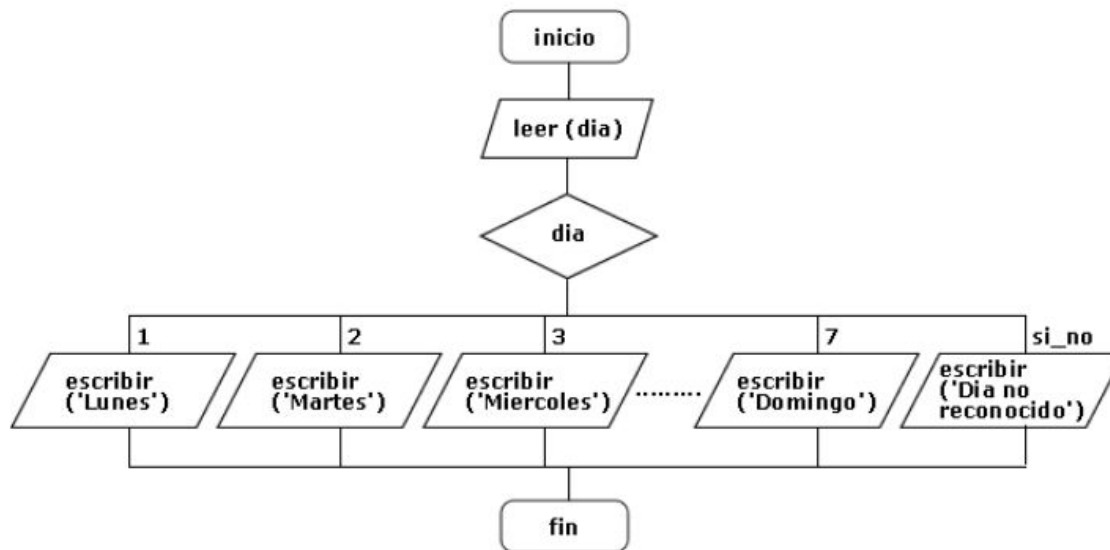 inicio
leer (dia)
dia
1
2
3
7
si_no
escribir
('Lunes')
escribir
('Martes')
escribir
('Miercoles')
.........
escribir
('Domingo')
escribir
('Dia no
reconocido')
fin